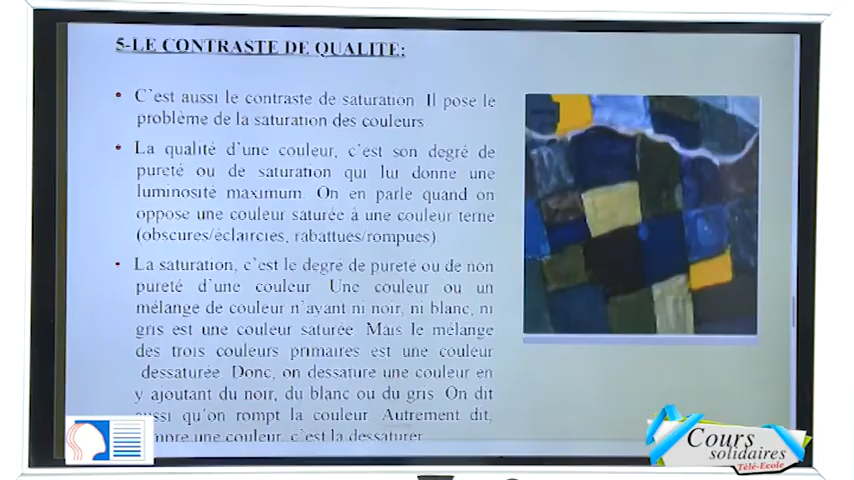 5-LE CONTRASTE DE QUALITE:
• C'est aussi le contraste de saturation. Il pose le
problème de la saturation des couleurs.
• La qualité d'une couleur, c'est son degré de
pureté ou de saturation qui lui donne une
luminosité maximum. On en parle quand on
oppose une couleur saturée à une couleur terne
(obscures/éclaircies, rabattues/rompues).
• La saturation, c'est le degré de pureté ou de non
pureté d'une couleur. Une couleur ou un
mélange de couleur n'ayant ni noir, ni blanc, ni
gris est une couleur saturée. Mais le mélange
des trois couleurs primaires est une couleur
dessaturée. Donc, on dessature une couleur en
y ajoutant du noir, du blanc ou du gris. On dit
aussi qu'on rompt la couleur. Autrement dit,
une couleur, c'est la dessaturer.
Cours
solidaires
Télé-Ecole